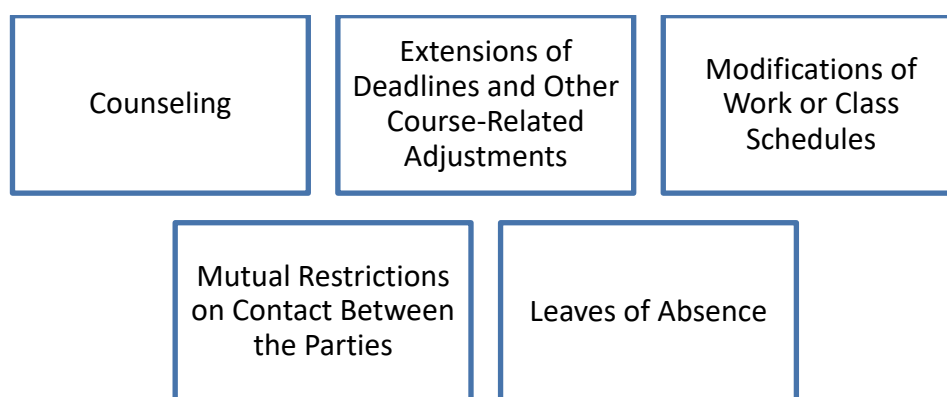 Counseling
Extensions of
Deadlines and Other
Course-Related
Adjustments
Modifications of
Work or Class
Schedules
Mutual Restrictions
on Contact Between
the Parties
Leaves of Absence